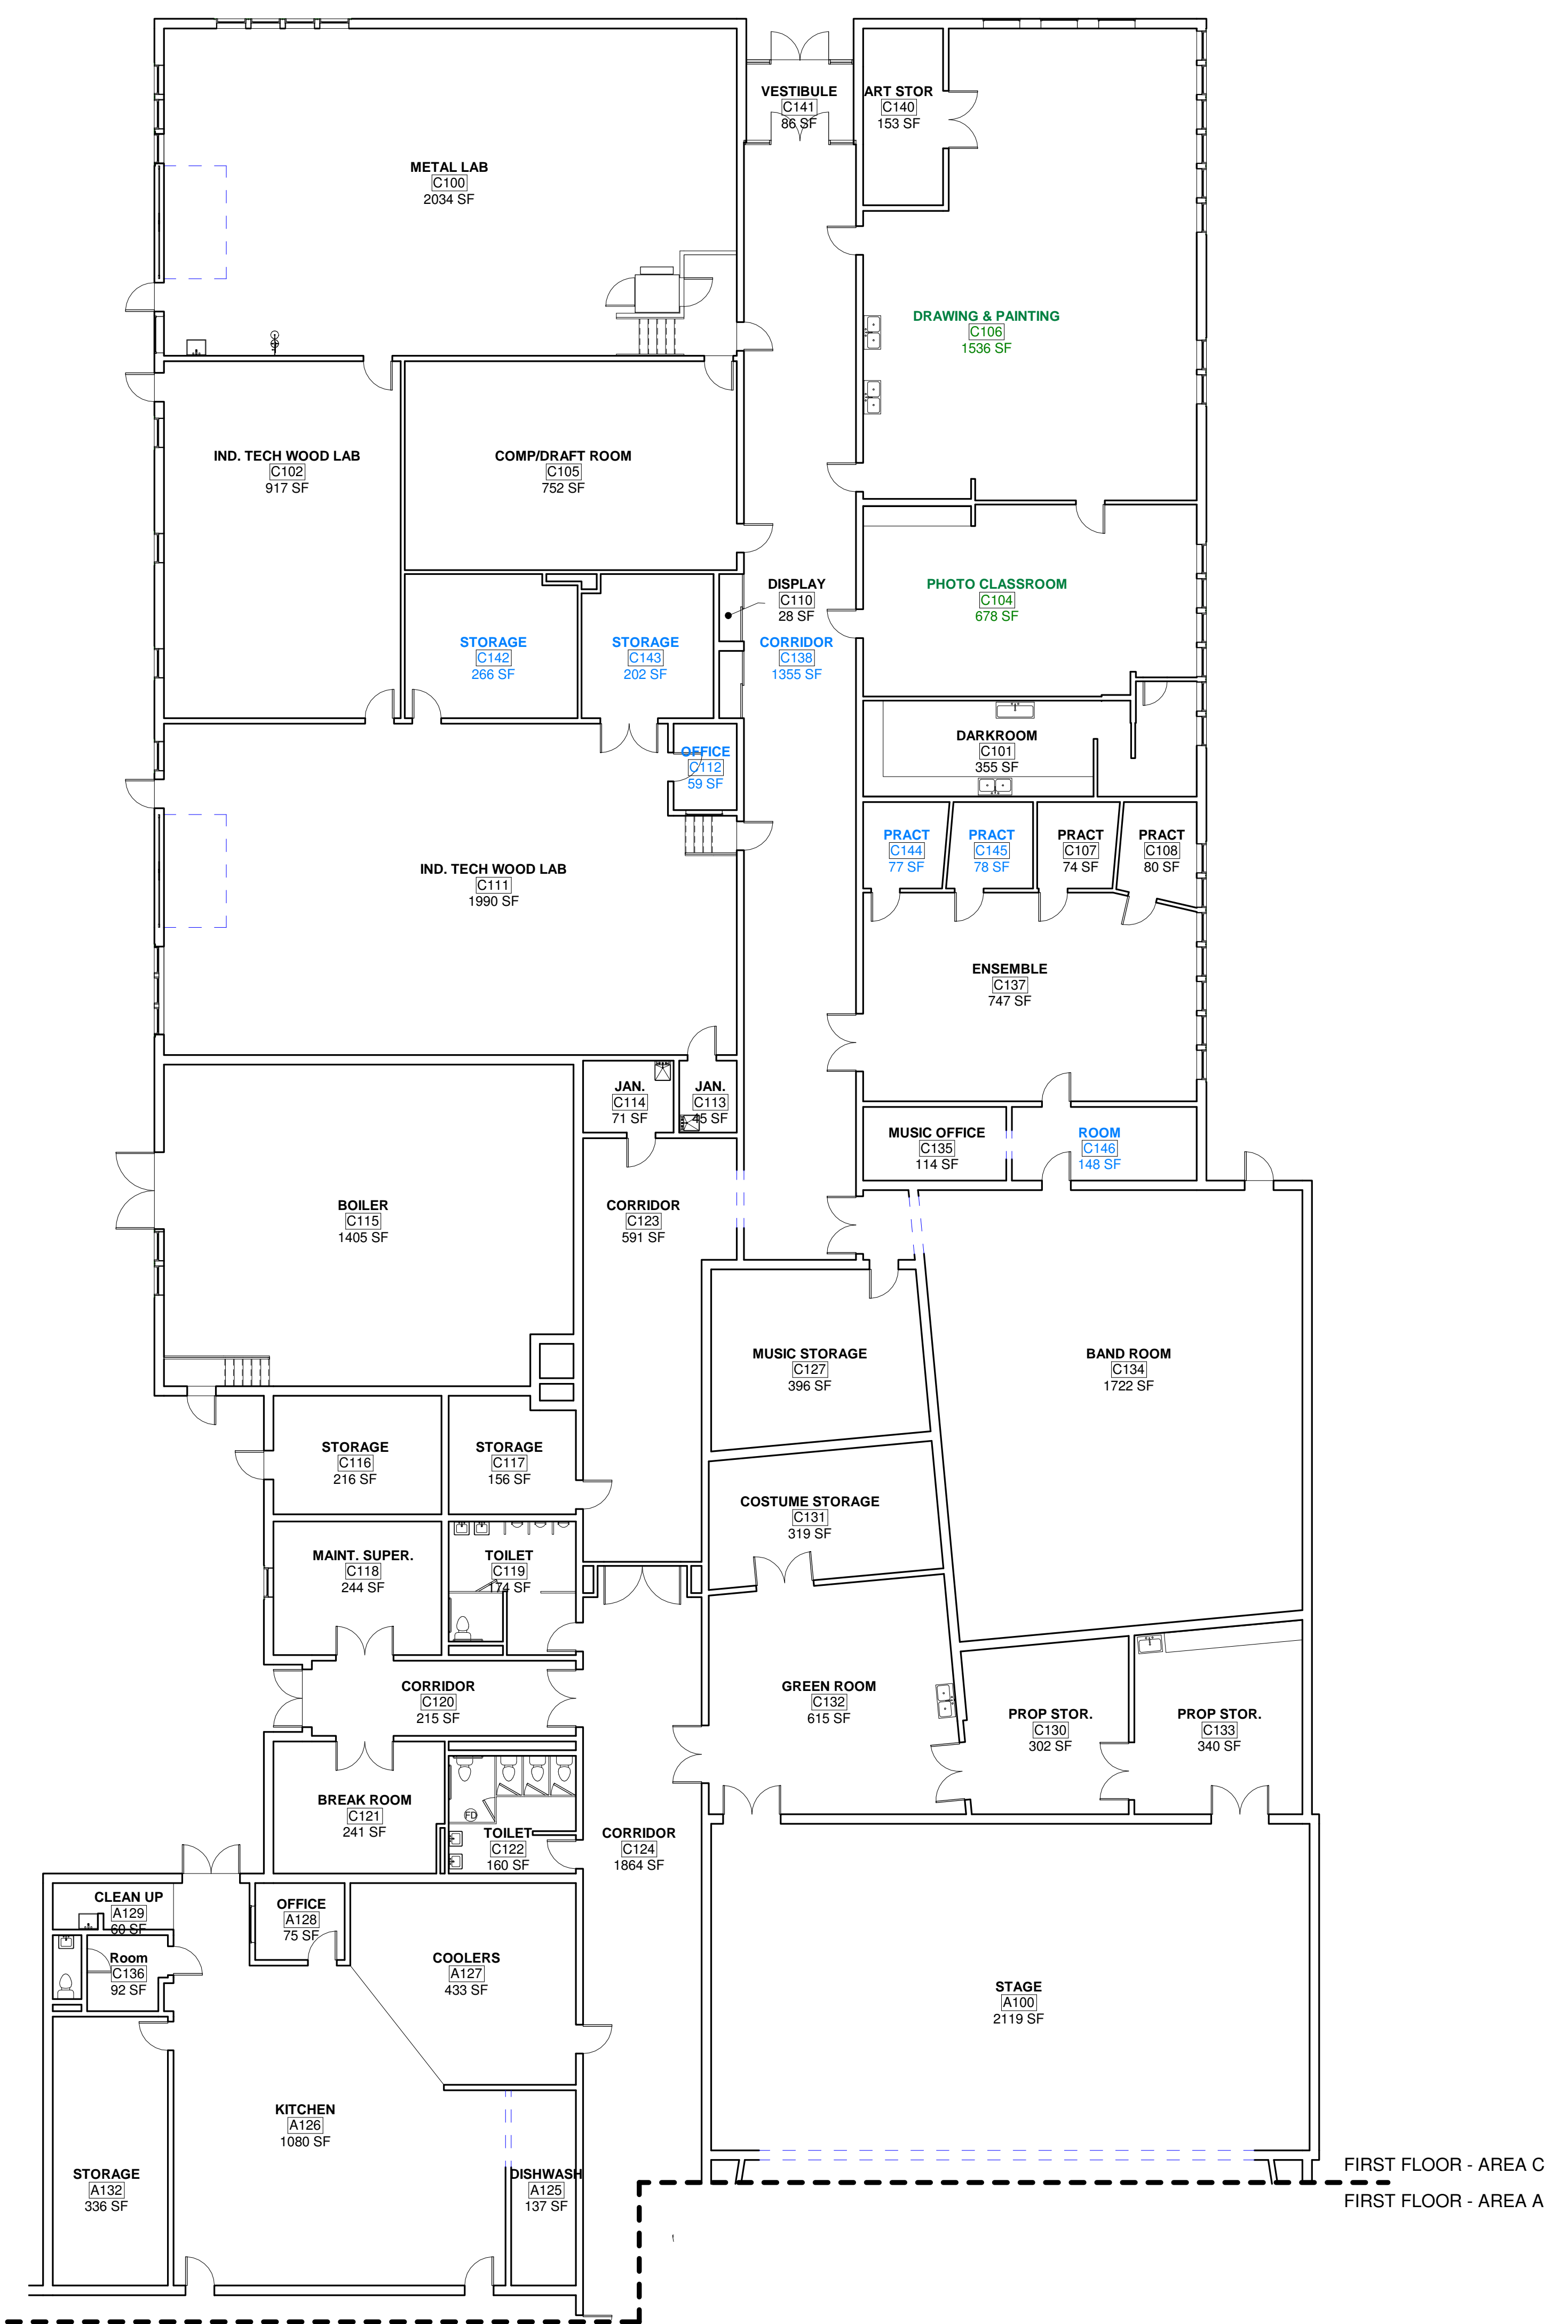 VESTIBULE
C141
86 SF
ART STOR
C140
153 SF
METAL LAB
C100
2034 SF
DRAWING & PAINTING
C106
1536 SF
IND. TECH WOOD LAB
C102
917 SF
COMP/DRAFT ROOM
C105
752 SF
DISPLAY
C110
28 SF
PHOTO CLASSROOM
C104
678 SF
STORAGE
C142
266 SF
STORAGE
C143
202 SF
CORRIDOR
C138
1355 SF
OFFICE
C112
59 SF
DARKROOM
C101
355 SF
PRACT
C144
77 SF
PRACT
C145
78 SF
PRACT
C107
74 SF
PRACT
C108
80 SF
IND. TECH WOOD LAB
C111
1990 SF
ENSEMBLE
C137
747 SF
JAN.
C114
71 SF
JAN.
C113
45 SF
MUSIC OFFICE
C135
114 SF
ROOM
C146
148 SF
BOILER
C115
1405 SF
CORRIDOR
C123
591 SF
MUSIC STORAGE
C127
396 SF
BAND ROOM
C134
1722 SF
STORAGE
C116
216 SF
STORAGE
C117
156 SF
COSTUME STORAGE
C131
319 SF
MAINT. SUPER.
C118
244 SF
TOILET
C119
174 SF
CORRIDOR
C120
215 SF
GREEN ROOM
C132
615 SF
PROP STOR.
C130
302 SF
PROP STOR.
C133
340 SF
BREAK ROOM
C121
241 SF
FD
TOILET
C122
160 SF
CORRIDOR
C124
1864 SF
CLEAN UP
A129
60 SF
OFFICE
A128
75 SF
Room
C136
92 SF
COOLERS
A127
433 SF
STAGE
A100
2119 SF
KITCHEN
A126
1080 SF
STORAGE
A132
336 SF
DISHWASH
A125
137 SF
FIRST FLOOR - AREA C
FIRST FLOOR - AREA A